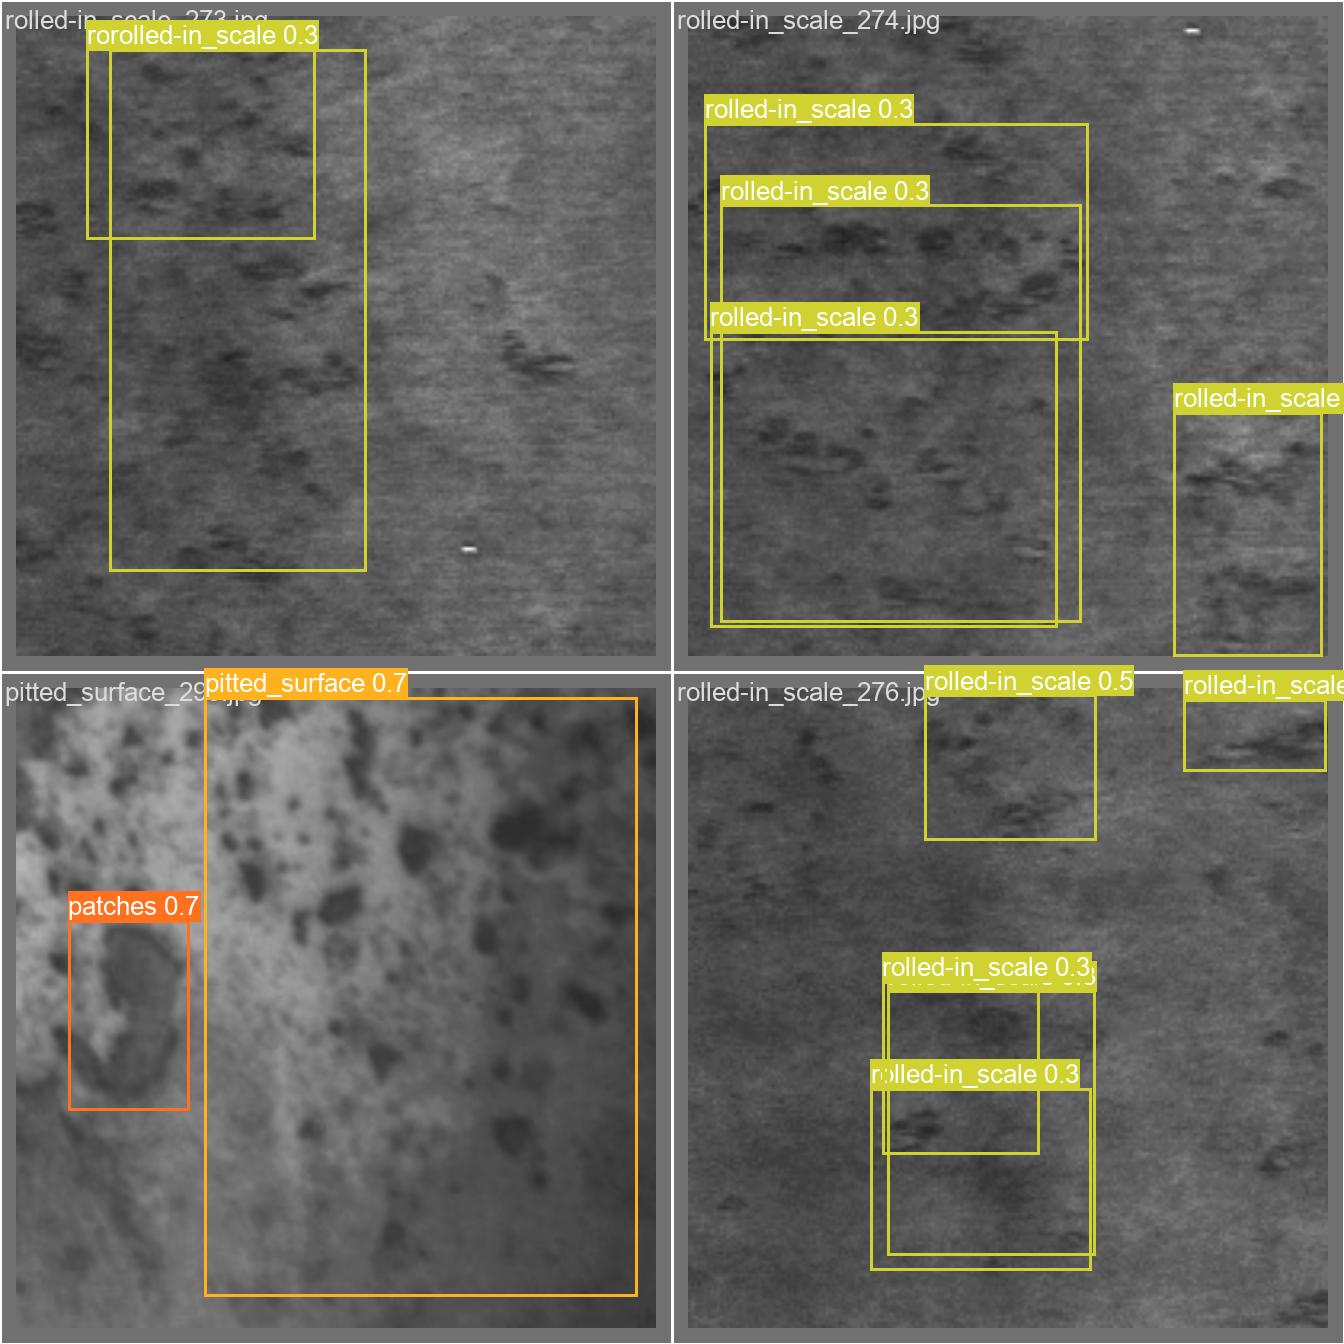 rolled-in_scale_273.jpg
rorolled-in_scale 0.3
rolled-in_scale_274.jpg
rolled-in_scale 0.3
rolled-in_scale 0.3
rolled-in_scale 0.3
rolled-in_scale
pitted_surface_29 .jpg
pitted_surface 0.7
patches 0.7
rolled-in_scale_276.jpg
rolled-in_scale 0.5
rolled-in_scale
rolled-in_scale 0.3
rolled-in_scale 0.3